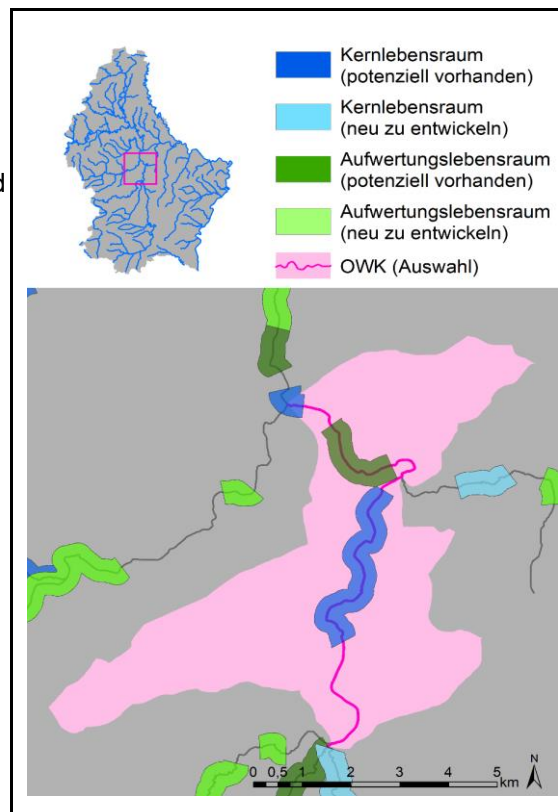 d
Kernlebensraum
(potenziell vorhanden)
Kernlebensraum
(neu zu entwickeln)
Aufwertungslebensraum
(potenziell vorhanden)
Aufwertungslebensraum
(neu zu entwickeln)
OWK (Auswahl)
0 0,5 1 2 3 4 5
km
N